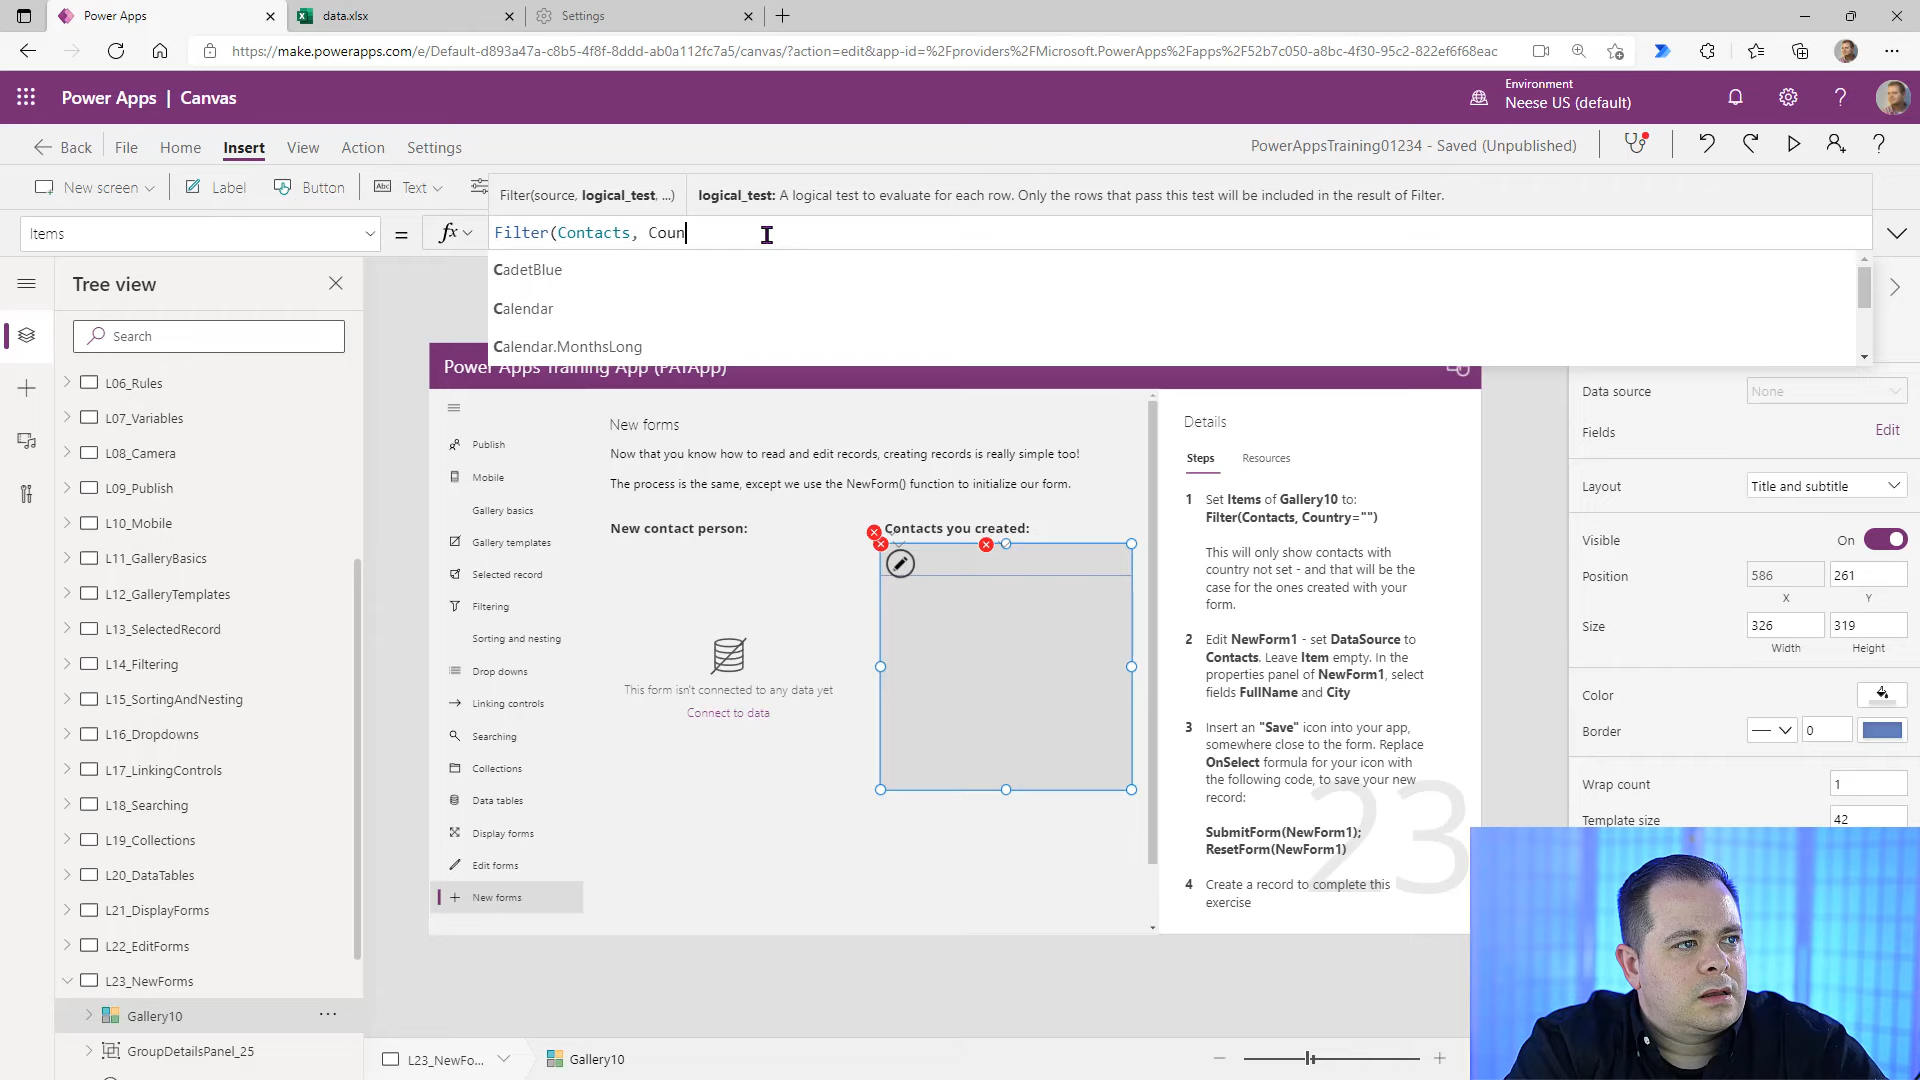 Power Apps
data.xlsx
Settings
https://make.powerapps.com/e/Default-d893a47a-c8b5-4f8f-8ddd-ab0a112fc7a5/canvas/?action=edit&app-id=%2Fproviders%2FMicrosoft.PowerApps%2Fapps%2F52b7c050-a8bc-4f30-95c2-822ef6f68eac
Power Apps | Canvas
Environment
Neese US (default)
Back
File
Home
Insert
View
Action
Settings
PowerAppsTraining01234 - Saved (Unpublished)
New screen
Label
Button
Abc Text
Filter(source, logical_test, ...)
logical_test: A logical test to evaluate for each row. Only the rows that pass this test will be included in the result of Filter.
Items
=
fx
Filter(Contacts, Coun
CadetBlue
Calendar
Calendar.MonthsLong
Tree view
Search
L06_Rules
L07_Variables
L08_Camera
L09_Publish
L10_Mobile
L11_GalleryBasics
L12_GalleryTemplates
L13_SelectedRecord
L14_Filtering
L15_SortingAndNesting
L16_Dropdowns
L17_LinkingControls
L18_Searching
L19_Collections
L20_DataTables
L21_DisplayForms
L22_EditForms
L23_NewForms
Gallery10
GroupDetailsPanel_25
Power Apps Training App (PATApp)
Publish
Mobile
Gallery basics
Gallery templates
Selected record
Filtering
Sorting and nesting
Drop downs
Linking controls
Searching
Collections
Data tables
Display forms
Edit forms
New forms
New forms
Now that you know how to read and edit records, creating records is really simple too!
The process is the same, except we use the NewForm() function to initialize our form.
New contact person:
Contacts you created:
This form isn't connected to any data yet
Connect to data
Details
Steps
Resources
1 Set Items of Gallery10 to:
Filter(Contacts, Country="")
This will only show contacts with
country not set - and that will be the
case for the ones created with your
form.
2 Edit NewForm1 - set DataSource to
Contacts. Leave Item empty. In the
properties panel of NewForm1, select
fields FullName and City
3 Insert an "Save" icon into your app,
somewhere close to the form. Replace
OnSelect formula for your icon with
the following code, to save your new
record:
SubmitForm(NewForm1);
ResetForm(NewForm1)
4 Create a record to complete this
exercise
23
Data source
None
Fields
Edit
Layout
Title and subtitle
Visible
On
Position
586
261
X
Y
Size
326
319
Width
Height
Color
Border
0
Wrap count
1
Template size
42
L23_NewFo...
Gallery10